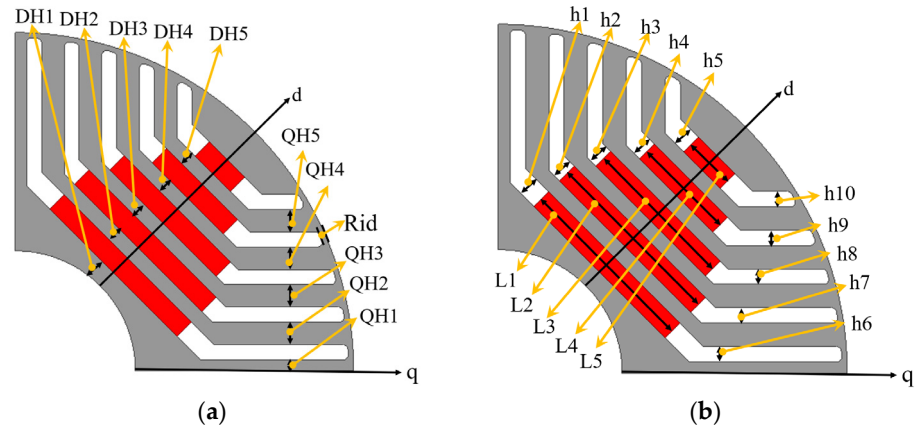 DH1
DH2
DH3
DH4
DH5
d
QH5
QH4
Rid
QH3
QH2
QH1
q
(a)
h1
h2
h3
h4
h5
d
h10
h9
h8
h7
h6
L1
L2
L3
L4
L5
q
(b)